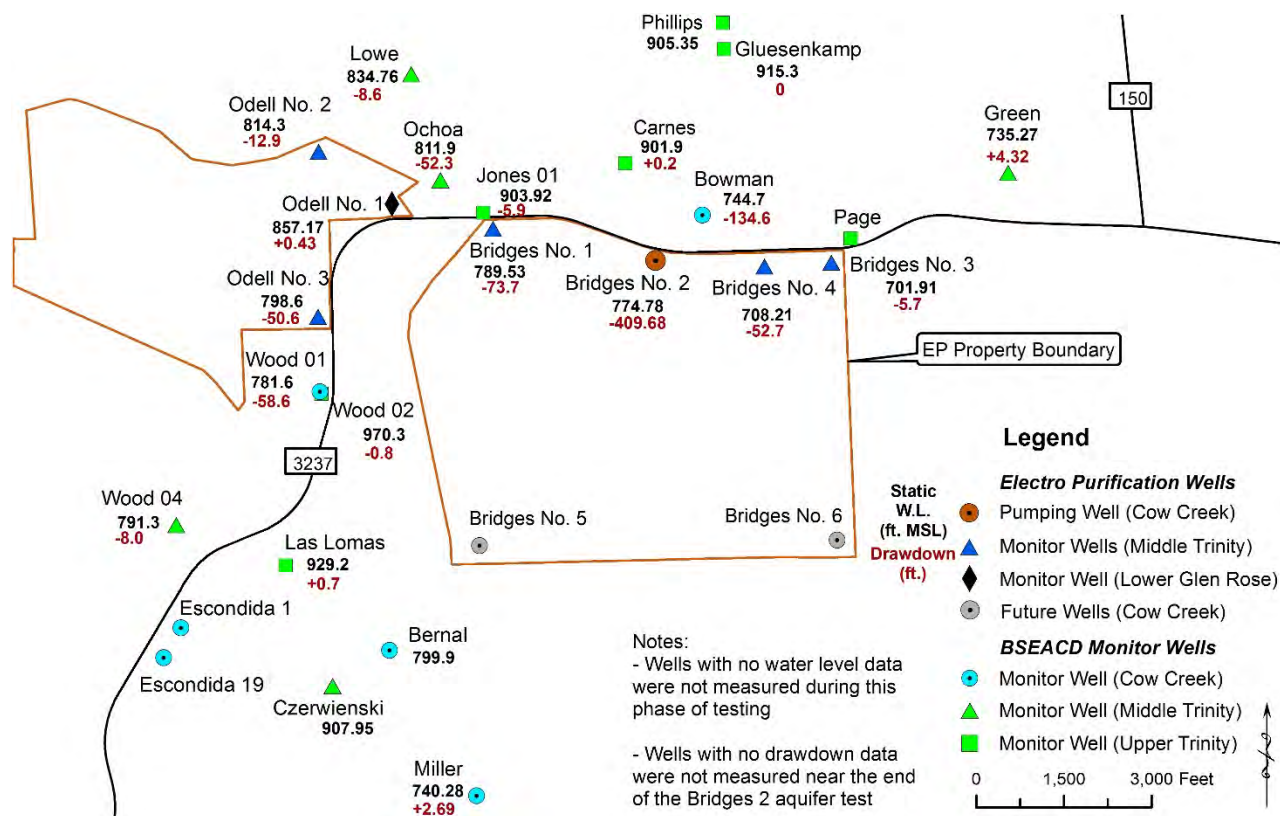 Phillips
905.35
Gluesenkamp
915.3
0
Lowe
834.76
-8.6
150
Odell No. 2
814.3
-12.9
Green
735.27
+4.32
Ochoa
811.9
-52.3
Carnes
901.9
+0.2
Jones 01
903.92
-5.9
Bowman
744.7
-134.6
Odell No. 1
857.17
+0.43
Page
Bridges No. 1
789.53
-73.7
Bridges No. 2
774.78
-409.68
Bridges No. 4
708.21
-52.7
Bridges No. 3
701.91
-5.7
Odell No. 3
798.6
-50.6
EP Property Boundary
Wood 01
781.6
-58.6
Wood 02
970.3
-0.8
3237
Wood 04
791.3
-8.0
Bridges No. 5
Bridges No. 6
Las Lomas
929.2
+0.7
Escondida 1
Escondida 19
Bernal
799.9
Czerwienski
907.95
Miller
740.28
+2.69
Notes:
- Wells with no water level data
were not measured during this
phase of testing
- Wells with no drawdown data
were not measured near the end
of the Bridges 2 aquifer test
Static
W.L.
(ft. MSL)
Drawdown
(ft.)
Legend
Electro Purification Wells
Pumping Well (Cow Creek)
Monitor Wells (Middle Trinity)
Monitor Well (Lower Glen Rose)
Future Wells (Cow Creek)
BSEACD Monitor Wells
Monitor Well (Cow Creek)
Monitor Well (Middle Trinity)
Monitor Well (Upper Trinity)
0 1,500 3,000 Feet